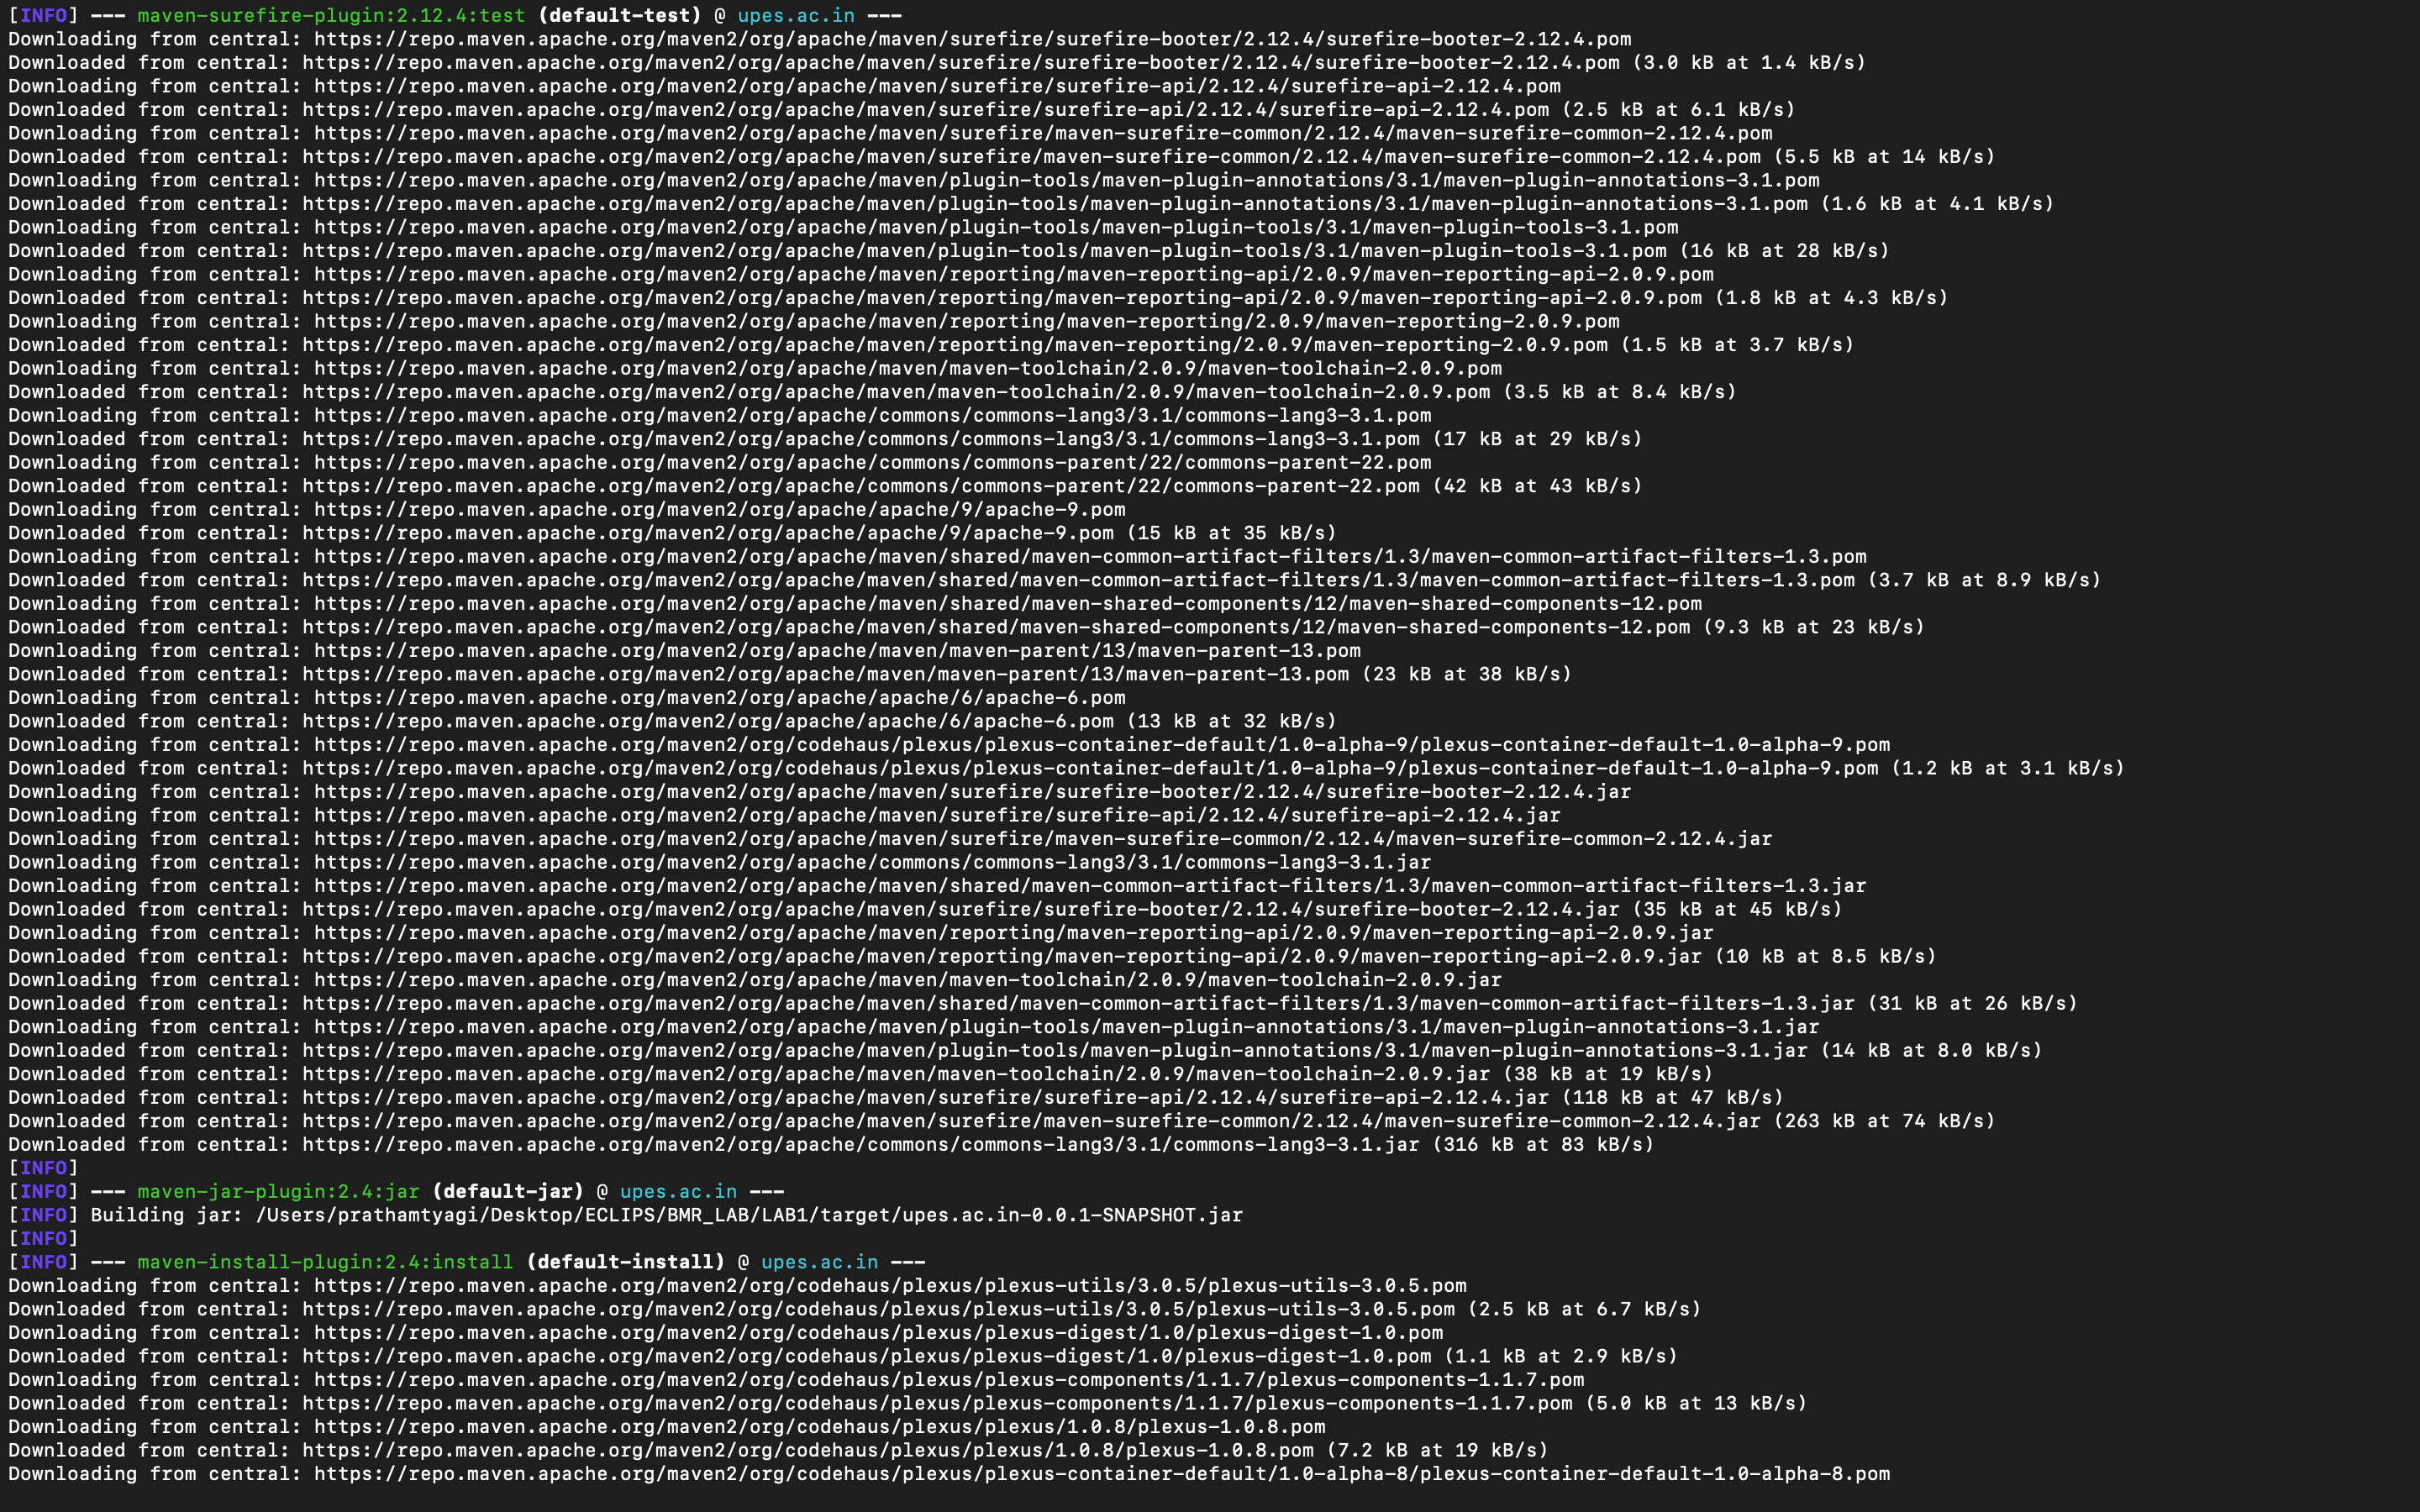 [INFO] --- maven-surefire-plugin:2.12.4:test (default-test) @ upes.ac.in ---
Downloading from central: https://repo.maven.apache.org/maven2/org/apache/maven/surefire/surefire-booter/2.12.4/surefire-booter-2.12.4.pom
Downloaded from central: https://repo.maven.apache.org/maven2/org/apache/maven/surefire/surefire-booter/2.12.4/surefire-booter-2.12.4.pom (3.0 kB at 1.4 kB/s)
Downloading from central: https://repo.maven.apache.org/maven2/org/apache/maven/surefire/surefire-api/2.12.4/surefire-api-2.12.4.pom
Downloaded from central: https://repo.maven.apache.org/maven2/org/apache/maven/surefire/surefire-api/2.12.4/surefire-api-2.12.4.pom (2.5 kB at 6.1 kB/s)
Downloading from central: https://repo.maven.apache.org/maven2/org/apache/maven/surefire/maven-surefire-common/2.12.4/maven-surefire-common-2.12.4.pom
Downloaded from central: https://repo.maven.apache.org/maven2/org/apache/maven/surefire/maven-surefire-common/2.12.4/maven-surefire-common-2.12.4.pom (5.5 kB at 14 kB/s)
Downloading from central: https://repo.maven.apache.org/maven2/org/apache/maven/plugin-tools/maven-plugin-annotations/3.1/maven-plugin-annotations-3.1.pom
Downloaded from central: https://repo.maven.apache.org/maven2/org/apache/maven/plugin-tools/maven-plugin-annotations/3.1/maven-plugin-annotations-3.1.pom (1.6 kB at 4.1 kB/s)
Downloading from central: https://repo.maven.apache.org/maven2/org/apache/maven/plugin-tools/maven-plugin-tools/3.1/maven-plugin-tools-3.1.pom
Downloaded from central: https://repo.maven.apache.org/maven2/org/apache/maven/plugin-tools/maven-plugin-tools/3.1/maven-plugin-tools-3.1.pom (16 kB at 28 kB/s)
Downloading from central: https://repo.maven.apache.org/maven2/org/apache/maven/reporting/maven-reporting-api/2.0.9/maven-reporting-api-2.0.9.pom
Downloaded from central: https://repo.maven.apache.org/maven2/org/apache/maven/reporting/maven-reporting-api/2.0.9/maven-reporting-api-2.0.9.pom (1.8 kB at 4.3 kB/s)
Downloading from central: https://repo.maven.apache.org/maven2/org/apache/maven/reporting/maven-reporting/2.0.9/maven-reporting-2.0.9.pom
Downloaded from central: https://repo.maven.apache.org/maven2/org/apache/maven/reporting/maven-reporting/2.0.9/maven-reporting-2.0.9.pom (1.5 kB at 3.7 kB/s)
Downloading from central: https://repo.maven.apache.org/maven2/org/apache/maven/maven-toolchain/2.0.9/maven-toolchain-2.0.9.pom
Downloaded from central: https://repo.maven.apache.org/maven2/org/apache/maven/maven-toolchain/2.0.9/maven-toolchain-2.0.9.pom (3.5 kB at 8.4 kB/s)
Downloading from central: https://repo.maven.apache.org/maven2/org/apache/commons/commons-lang3/3.1/commons-lang3-3.1.pom
Downloaded from central: https://repo.maven.apache.org/maven2/org/apache/commons/commons-lang3/3.1/commons-lang3-3.1.pom (17 kB at 29 kB/s)
Downloading from central: https://repo.maven.apache.org/maven2/org/apache/commons/commons-parent/22/commons-parent-22.pom
Downloaded from central: https://repo.maven.apache.org/maven2/org/apache/commons/commons-parent/22/commons-parent-22.pom (42 kB at 43 kB/s)
Downloading from central: https://repo.maven.apache.org/maven2/org/apache/apache/9/apache-9.pom
Downloaded from central: https://repo.maven.apache.org/maven2/org/apache/apache/9/apache-9.pom (15 kB at 35 kB/s)
Downloading from central: https://repo.maven.apache.org/maven2/org/apache/maven/shared/maven-common-artifact-filters/1.3/maven-common-artifact-filters-1.3.pom
Downloaded from central: https://repo.maven.apache.org/maven2/org/apache/maven/shared/maven-common-artifact-filters/1.3/maven-common-artifact-filters-1.3.pom (3.7 kB at 8.9 kB/s)
Downloading from central: https://repo.maven.apache.org/maven2/org/apache/maven/shared/maven-shared-components/12/maven-shared-components-12.pom
Downloaded from central: https://repo.maven.apache.org/maven2/org/apache/maven/shared/maven-shared-components/12/maven-shared-components-12.pom (9.3 kB at 23 kB/s)
Downloading from central: https://repo.maven.apache.org/maven2/org/apache/maven/maven-parent/13/maven-parent-13.pom
Downloaded from central: https://repo.maven.apache.org/maven2/org/apache/maven/maven-parent/13/maven-parent-13.pom (23 kB at 38 kB/s)
Downloading from central: https://repo.maven.apache.org/maven2/org/apache/apache/6/apache-6.pom
Downloaded from central: https://repo.maven.apache.org/maven2/org/apache/apache/6/apache-6.pom (13 kB at 32 kB/s)
Downloading from central: https://repo.maven.apache.org/maven2/org/codehaus/plexus/plexus-container-default/1.0-alpha-9/plexus-container-default-1.0-alpha-9.pom
Downloaded from central: https://repo.maven.apache.org/maven2/org/codehaus/plexus/plexus-container-default/1.0-alpha-9/plexus-container-default-1.0-alpha-9.pom (1.2 kB at 3.1 kB/s)
Downloading from central: https://repo.maven.apache.org/maven2/org/apache/maven/surefire/surefire-booter/2.12.4/surefire-booter-2.12.4.jar
Downloading from central: https://repo.maven.apache.org/maven2/org/apache/maven/surefire/surefire-api/2.12.4/surefire-api-2.12.4.jar
Downloading from central: https://repo.maven.apache.org/maven2/org/apache/maven/surefire/maven-surefire-common/2.12.4/maven-surefire-common-2.12.4.jar
Downloading from central: https://repo.maven.apache.org/maven2/org/apache/commons/commons-lang3/3.1/commons-lang3-3.1.jar
Downloading from central: https://repo.maven.apache.org/maven2/org/apache/maven/shared/maven-common-artifact-filters/1.3/maven-common-artifact-filters-1.3.jar
Downloaded from central: https://repo.maven.apache.org/maven2/org/apache/maven/surefire/surefire-booter/2.12.4/surefire-booter-2.12.4.jar (35 kB at 45 kB/s)
Downloading from central: https://repo.maven.apache.org/maven2/org/apache/maven/reporting/maven-reporting-api/2.0.9/maven-reporting-api-2.0.9.jar
Downloaded from central: https://repo.maven.apache.org/maven2/org/apache/maven/reporting/maven-reporting-api/2.0.9/maven-reporting-api-2.0.9.jar (10 kB at 8.5 kB/s)
Downloading from central: https://repo.maven.apache.org/maven2/org/apache/maven/maven-toolchain/2.0.9/maven-toolchain-2.0.9.jar
Downloaded from central: https://repo.maven.apache.org/maven2/org/apache/maven/shared/maven-common-artifact-filters/1.3/maven-common-artifact-filters-1.3.jar (31 kB at 26 kB/s)
Downloading from central: https://repo.maven.apache.org/maven2/org/apache/maven/plugin-tools/maven-plugin-annotations/3.1/maven-plugin-annotations-3.1.jar
Downloaded from central: https://repo.maven.apache.org/maven2/org/apache/maven/plugin-tools/maven-plugin-annotations/3.1/maven-plugin-annotations-3.1.jar (14 kB at 8.0 kB/s)
Downloaded from central: https://repo.maven.apache.org/maven2/org/apache/maven/maven-toolchain/2.0.9/maven-toolchain-2.0.9.jar (38 kB at 19 kB/s)
Downloaded from central: https://repo.maven.apache.org/maven2/org/apache/maven/surefire/surefire-api/2.12.4/surefire-api-2.12.4.jar (118 kB at 47 kB/s)
Downloaded from central: https://repo.maven.apache.org/maven2/org/apache/maven/surefire/maven-surefire-common/2.12.4/maven-surefire-common-2.12.4.jar (263 kB at 74 kB/s)
Downloaded from central: https://repo.maven.apache.org/maven2/org/apache/commons/commons-lang3/3.1/commons-lang3-3.1.jar (316 kB at 83 kB/s)
[INFO]
[INFO] --- maven-jar-plugin:2.4:jar (default-jar) @ upes.ac.in ---
[INFO] Building jar: /Users/prathamtyagi/Desktop/ECLIPS/BMR_LAB/LAB1/target/upes.ac.in-0.0.1-SNAPSHOT.jar
[INFO]
[INFO] --- maven-install-plugin:2.4:install (default-install) @ upes.ac.in ---
Downloading from central: https://repo.maven.apache.org/maven2/org/codehaus/plexus/plexus-utils/3.0.5/plexus-utils-3.0.5.pom
Downloaded from central: https://repo.maven.apache.org/maven2/org/codehaus/plexus/plexus-utils/3.0.5/plexus-utils-3.0.5.pom (2.5 kB at 6.7 kB/s)
Downloading from central: https://repo.maven.apache.org/maven2/org/codehaus/plexus/plexus-digest/1.0/plexus-digest-1.0.pom
Downloaded from central: https://repo.maven.apache.org/maven2/org/codehaus/plexus/plexus-digest/1.0/plexus-digest-1.0.pom (1.1 kB at 2.9 kB/s)
Downloading from central: https://repo.maven.apache.org/maven2/org/codehaus/plexus/plexus-components/1.1.7/plexus-components-1.1.7.pom
Downloaded from central: https://repo.maven.apache.org/maven2/org/codehaus/plexus/plexus-components/1.1.7/plexus-components-1.1.7.pom (5.0 kB at 13 kB/s)
Downloading from central: https://repo.maven.apache.org/maven2/org/codehaus/plexus/plexus/1.0.8/plexus-1.0.8.pom
Downloaded from central: https://repo.maven.apache.org/maven2/org/codehaus/plexus/plexus/1.0.8/plexus-1.0.8.pom (7.2 kB at 19 kB/s)
Downloading from central: https://repo.maven.apache.org/maven2/org/codehaus/plexus/plexus-container-default/1.0-alpha-8/plexus-container-default-1.0-alpha-8.pom